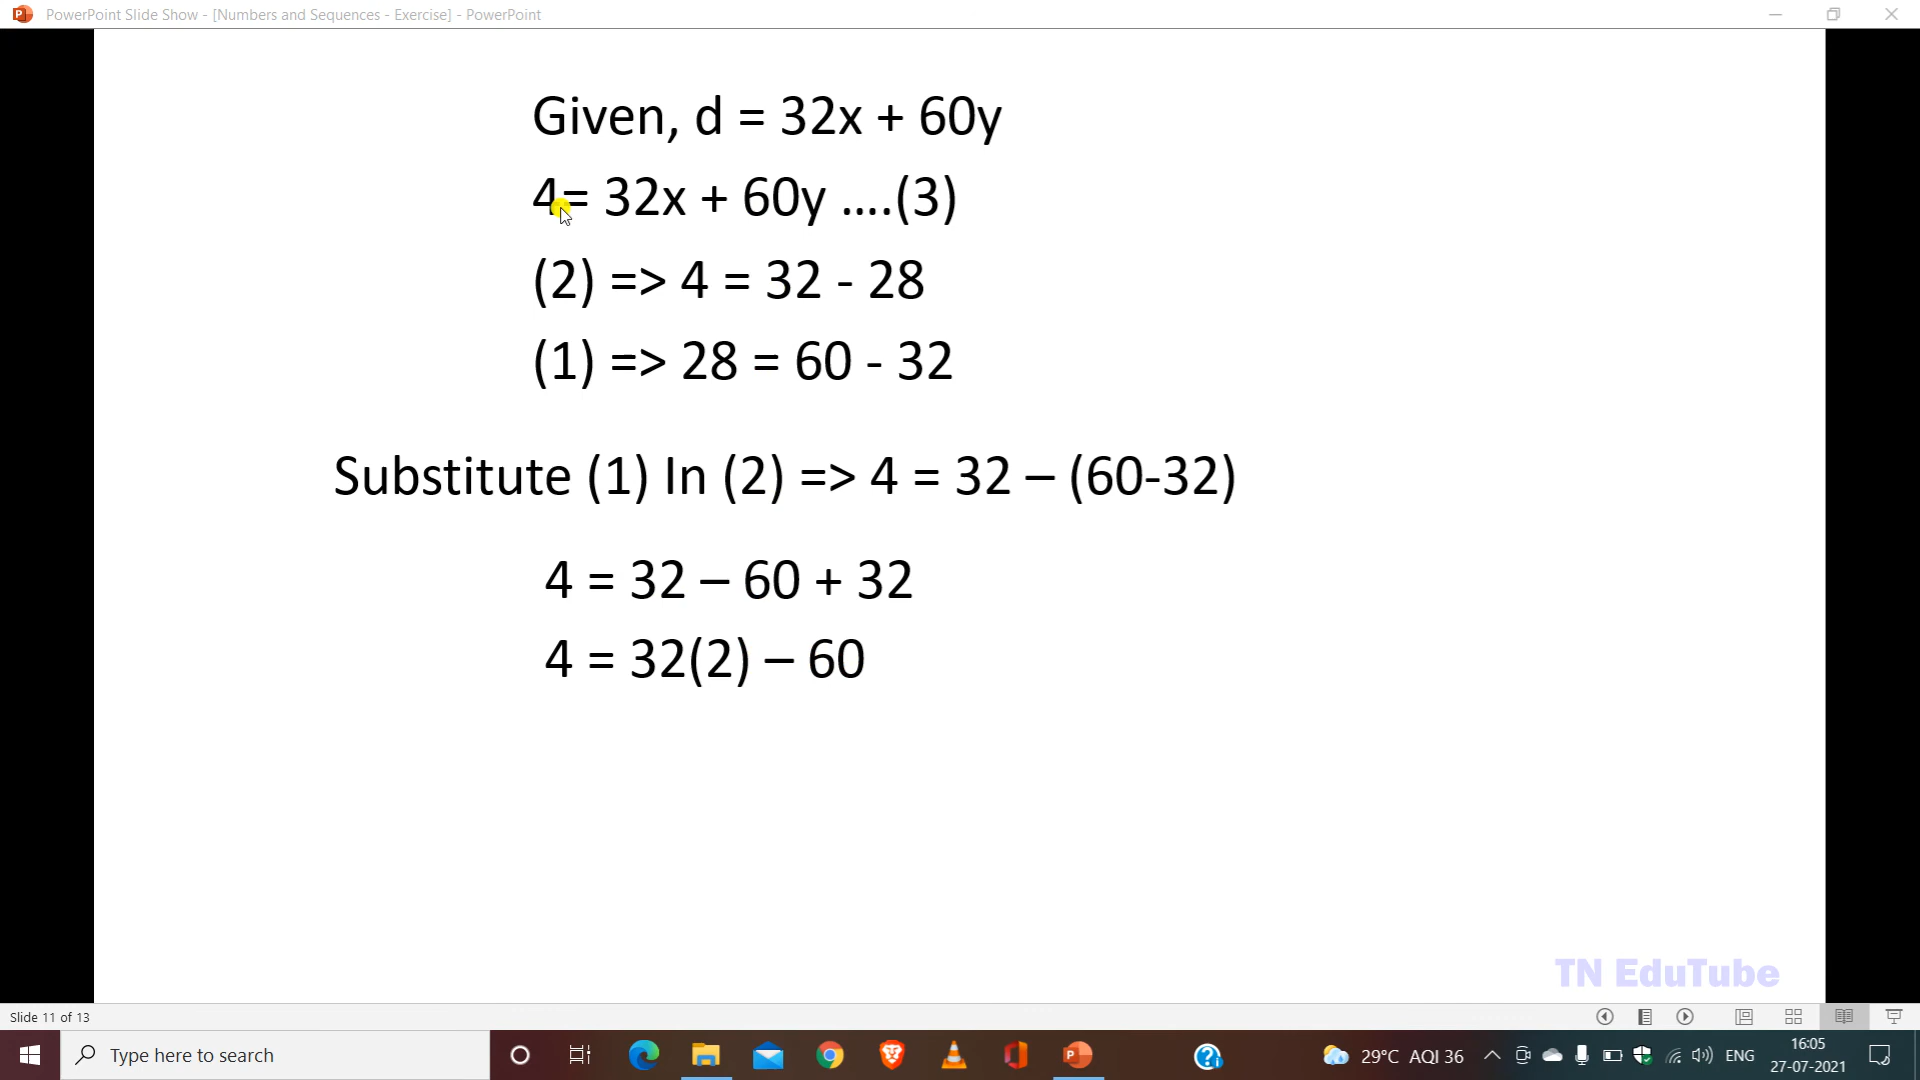 PowerPoint Slide Show - [Numbers and Sequences - Exercise] - PowerPoint
Given, d = 32x + 60y
4= 32x + 60y ....(3)
(2) => 4 = 32 - 28
(1) => 28 = 60 - 32
Substitute (1) In (2) => 4 = 32 – (60-32)
4 = 32 – 60 + 32
4 = 32(2) – 60
TN EduTube
Slide 11 of 13
Type here to search
29°C AQI 36
ENG
16:05
27-07-2021